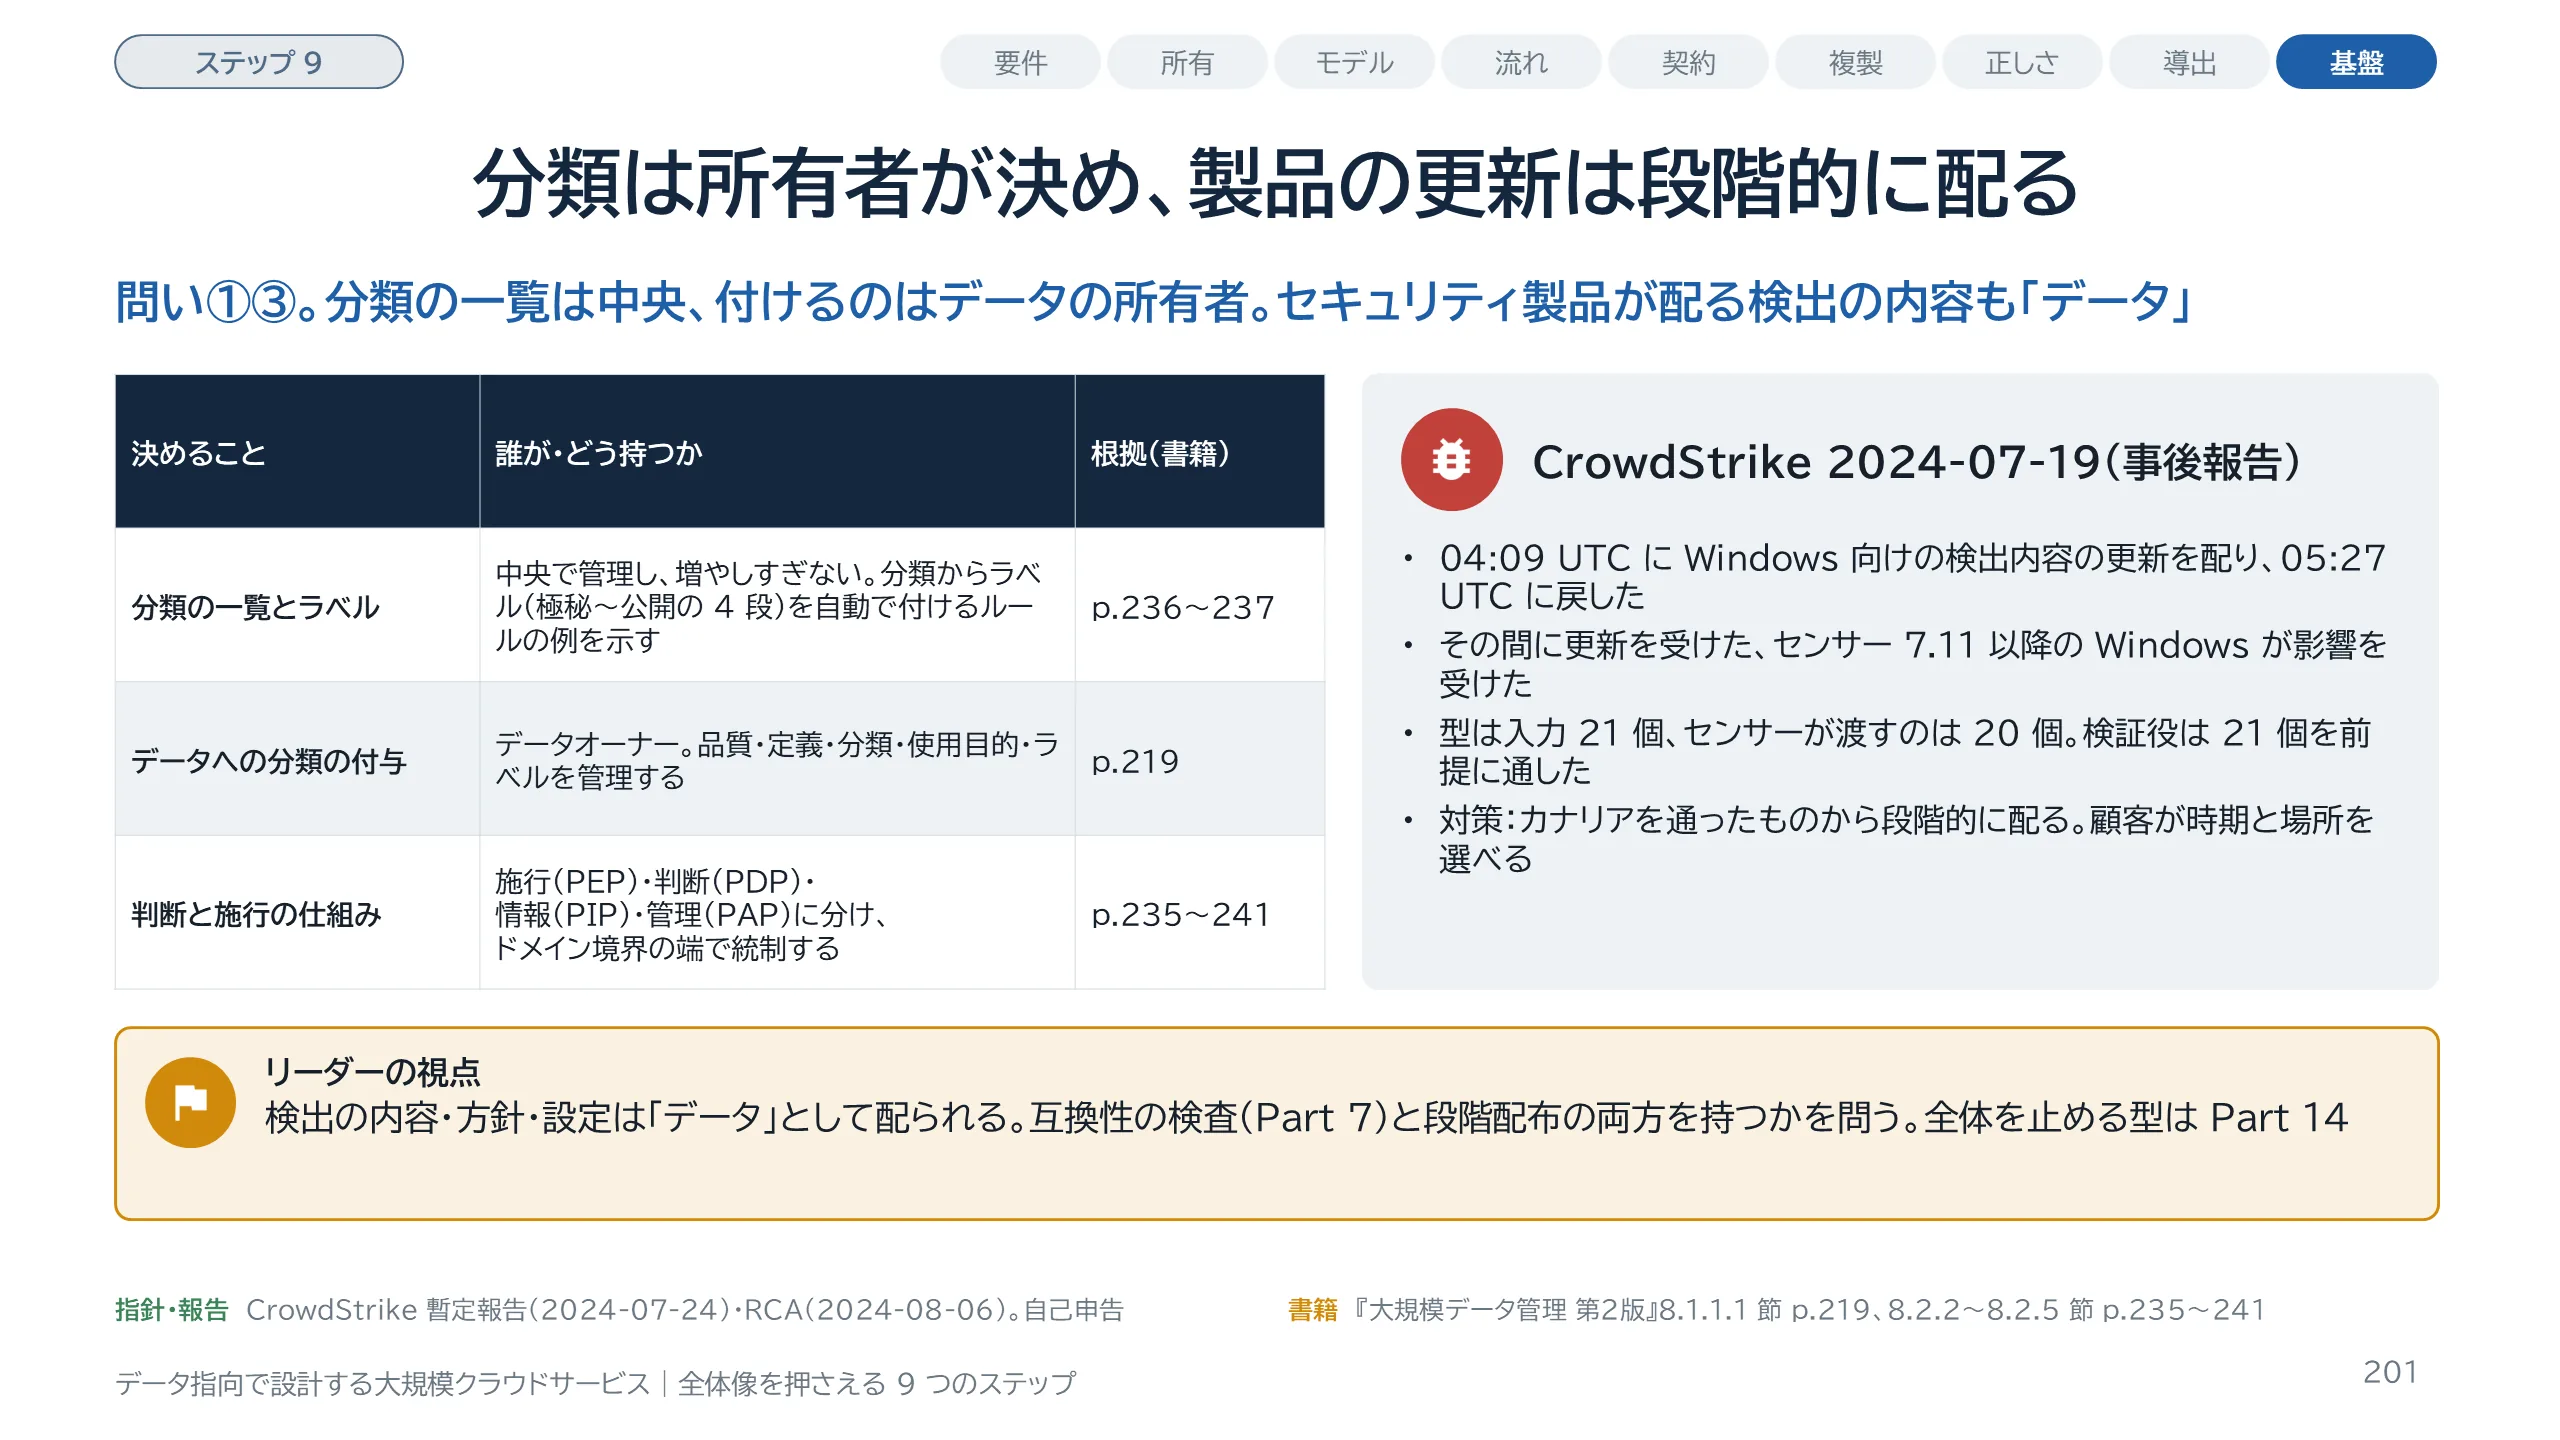 ステップ 9
要件
所有
モデル
流れ
契約
複製
正しさ
導出
基盤
分類は所有者が決め、製品の更新は段階的に配る
問い①③。分類の一覧は中央、付けるのはデータの所有者。セキュリティ製品が配る検出の内容も「データ」
決めること
誰が・どう持つか
根拠（書籍）
分類の一覧とラベル
中央で管理し、増やしすぎない。分類からラベ
ル（極秘～公開の 4 段）を自動で付けるルー
ルの例を示す
p.236～237
データへの分類の付与
データオーナー。品質・定義・分類・使用目的・ラ
ベルを管理する
p.219
判断と施行の仕組み
施行（PEP）・判断（PDP）・
情報（PIP）・管理（PAP）に分け、
ドメイン境界の端で統制する
p.235～241
CrowdStrike 2024-07-19（事後報告）
・ 04:09 UTC に Windows 向けの検出内容の更新を配り、05:27
UTC に戻した
・ その間に更新を受けた、センサー 7.11 以降の Windows が影響を
受けた
・ 型は入力 21 個、センサーが渡すのは 20 個。検証役は 21 個を前
提に通した
・ 対策：カナリアを通ったものから段階的に配る。顧客が時期と場所を
選べる
リーダーの視点
検出の内容・方針・設定は「データ」として配られる。互換性の検査（Part 7）と段階配布の両方を持つかを問う。全体を止める型は Part 14
指針・報告 CrowdStrike 暫定報告（2024-07-24）・RCA（2024-08-06）。自己申告
書籍 『大規模データ管理 第2版』8.1.1.1 節 p.219、8.2.2～8.2.5 節 p.235～241
データ指向で設計する大規模クラウドサービス｜全体像を押さえる 9 つのステップ
201